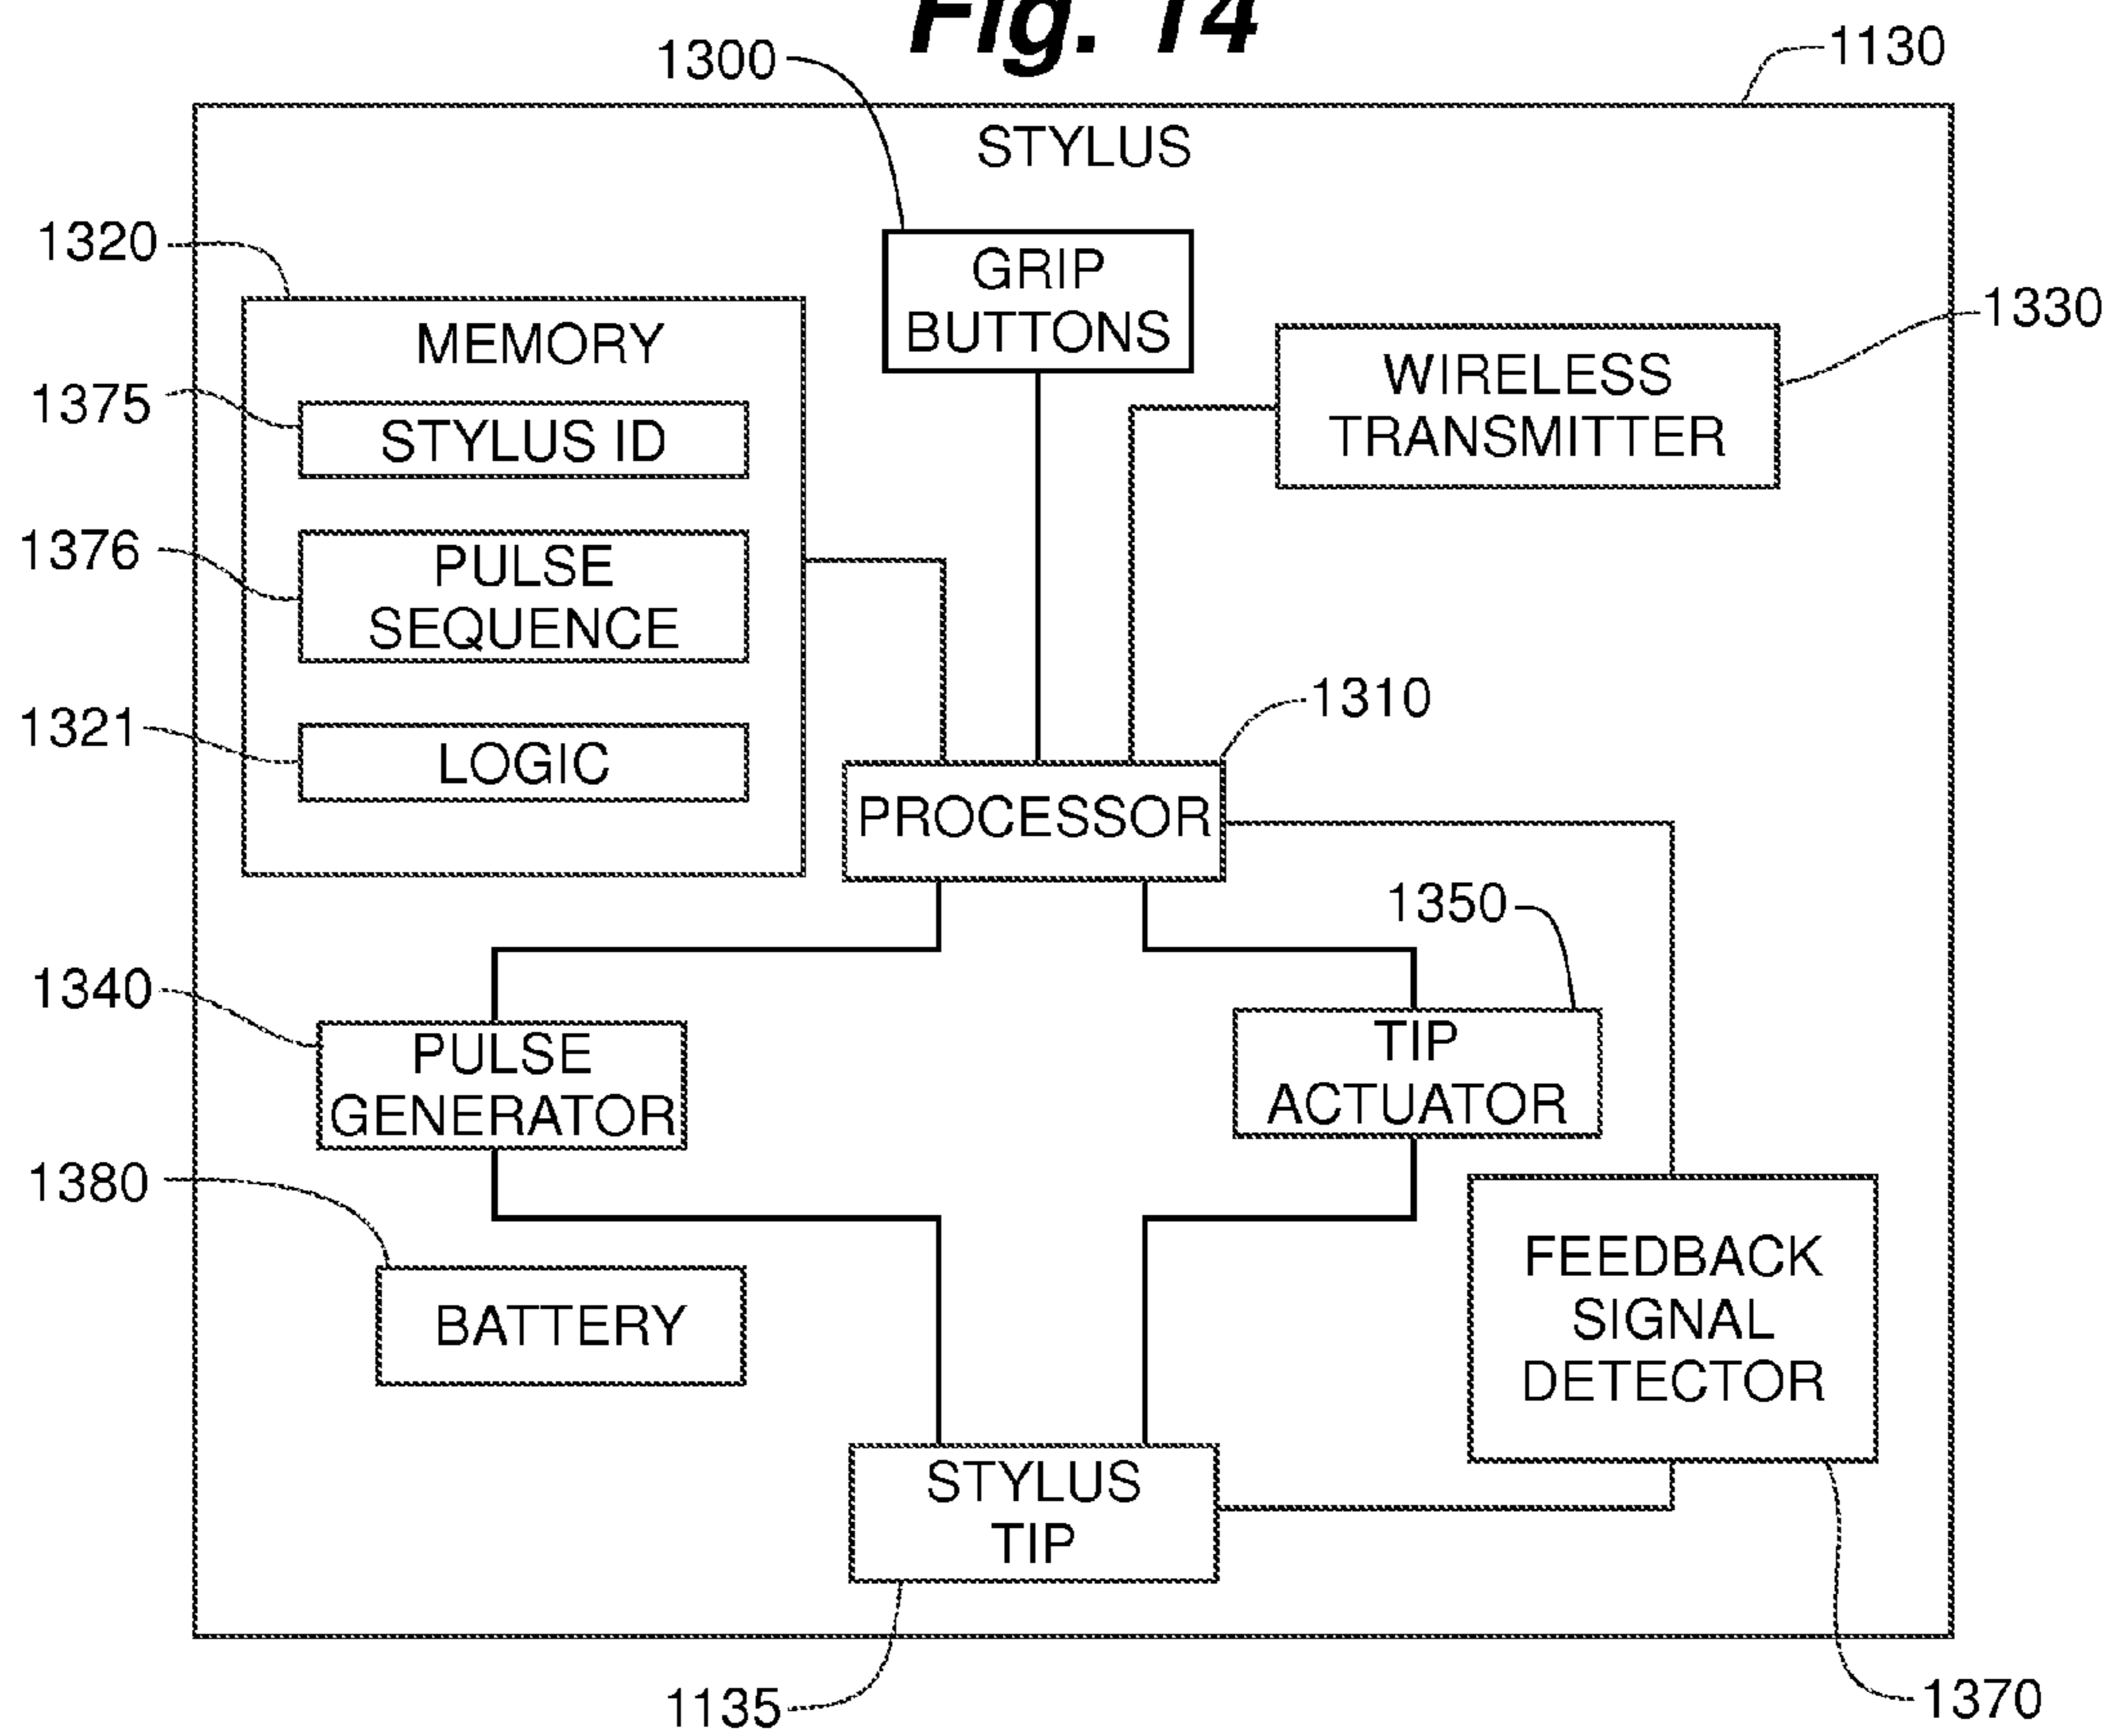 Fig. 14
1300
1130
STYLUS
1320
GRIP
BUTTONS
1330
MEMORY
WIRELESS
TRANSMITTER
1375
STYLUS ID
1376
PULSE
SEQUENCE
1310
1321
LOGIC
PROCESSOR
1350
1340
PULSE
GENERATOR
TIP
ACTUATOR
1380
BATTERY
FEEDBACK
SIGNAL
DETECTOR
STYLUS
TIP
1135
1370